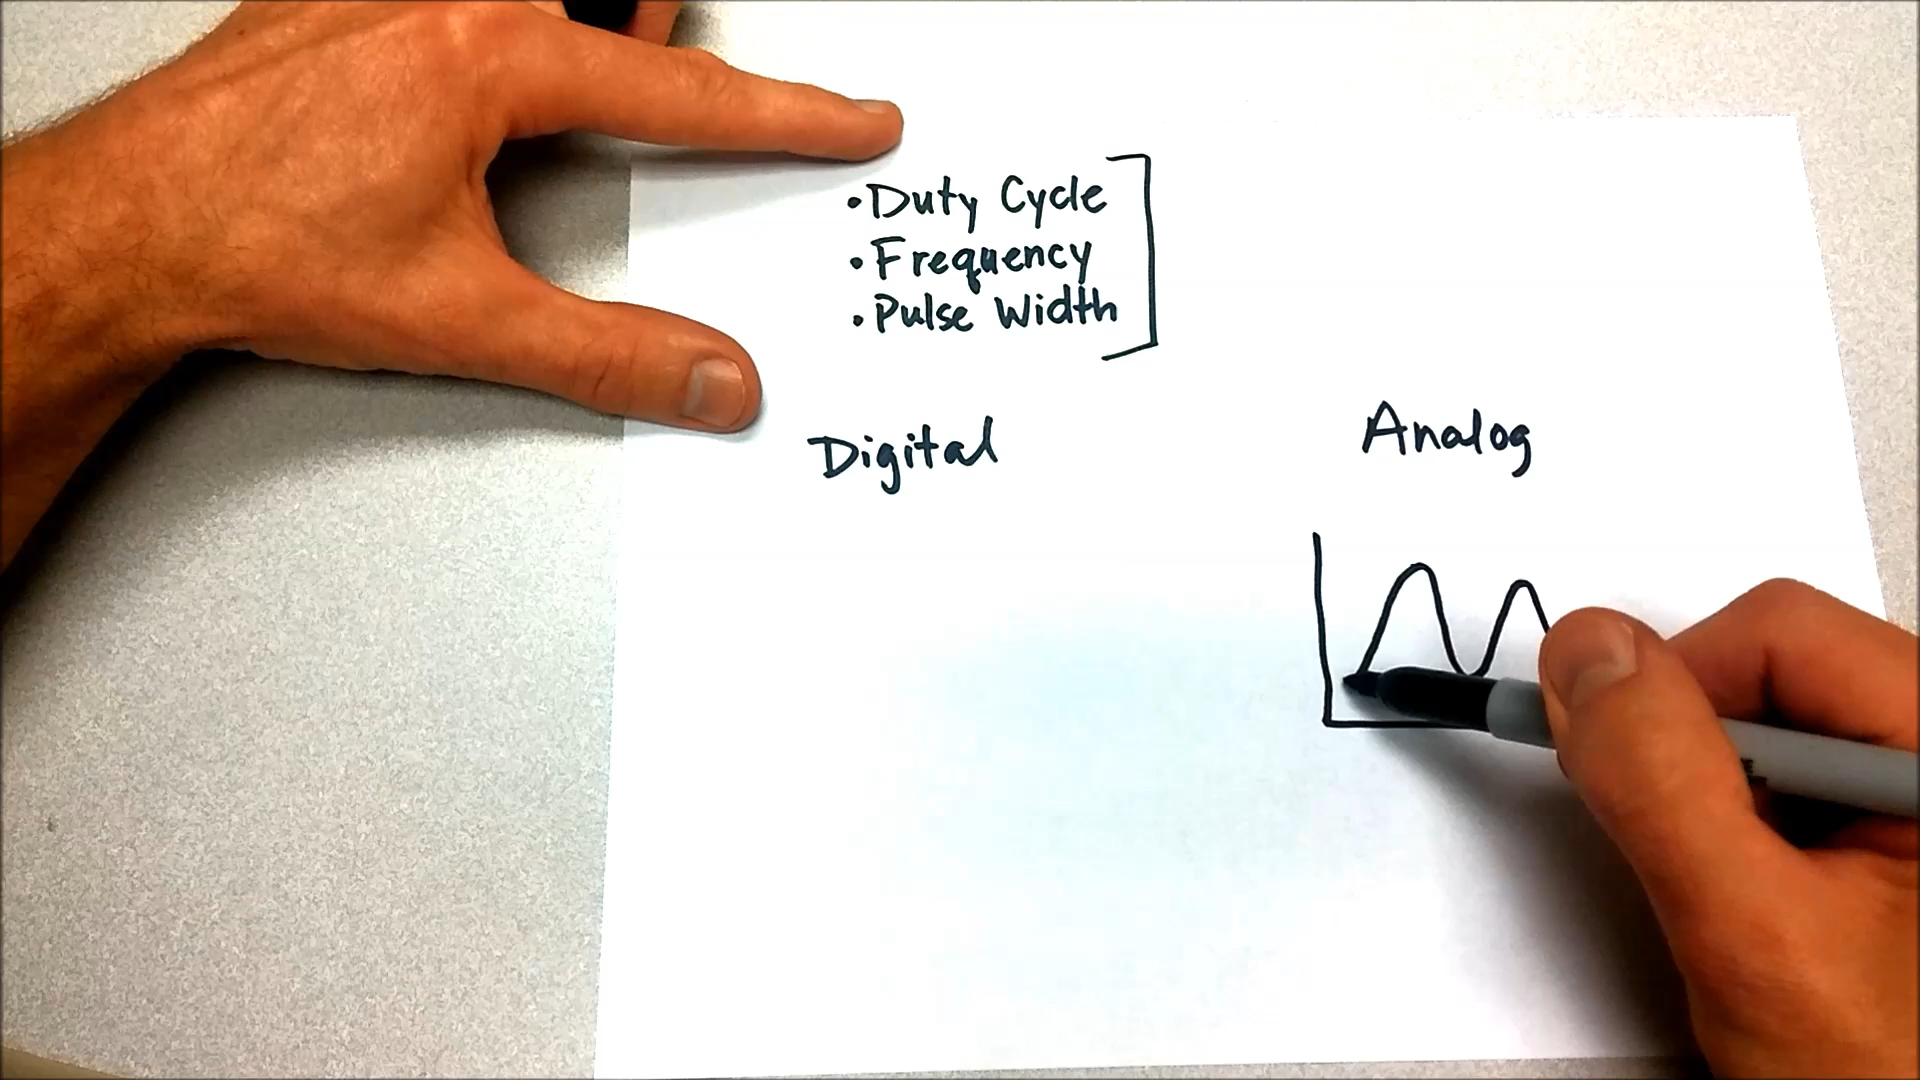 • Duty Cycle
• Frequency
• Pulse Width
Digital
Analog